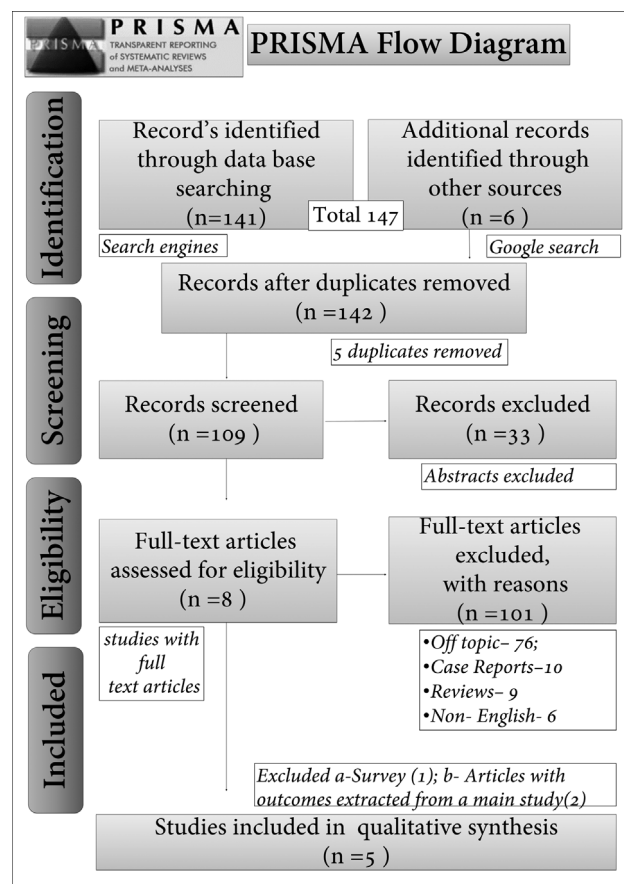 PRISMA
PRISMA
TRANSPARENT REPORTING
of SYSTEMATIC REVIEWS
and META-ANALYSES
PRISMA Flow Diagram
Identification
Record's identified
through data base
searching
(n=141)
Additional records
identified through
other sources
(n =6 )
Total 147
Search engines
Google search
Records after duplicates removed
(n =142 )
5 duplicates removed
Screening
Records screened
(n =109 )
Records excluded
(n =33 )
Abstracts excluded
Eligibility
Full-text articles
assessed for eligibility
(n =8 )
Full-text articles
excluded,
with reasons
(n =101 )
studies with
full
text articles
•Off topic– 76;
•Case Reports–10
•Reviews– 9
•Non- English- 6
Included
Excluded a-Survey (1); b- Articles with
outcomes extracted from a main study(2)
Studies included in qualitative synthesis
(n =5 )